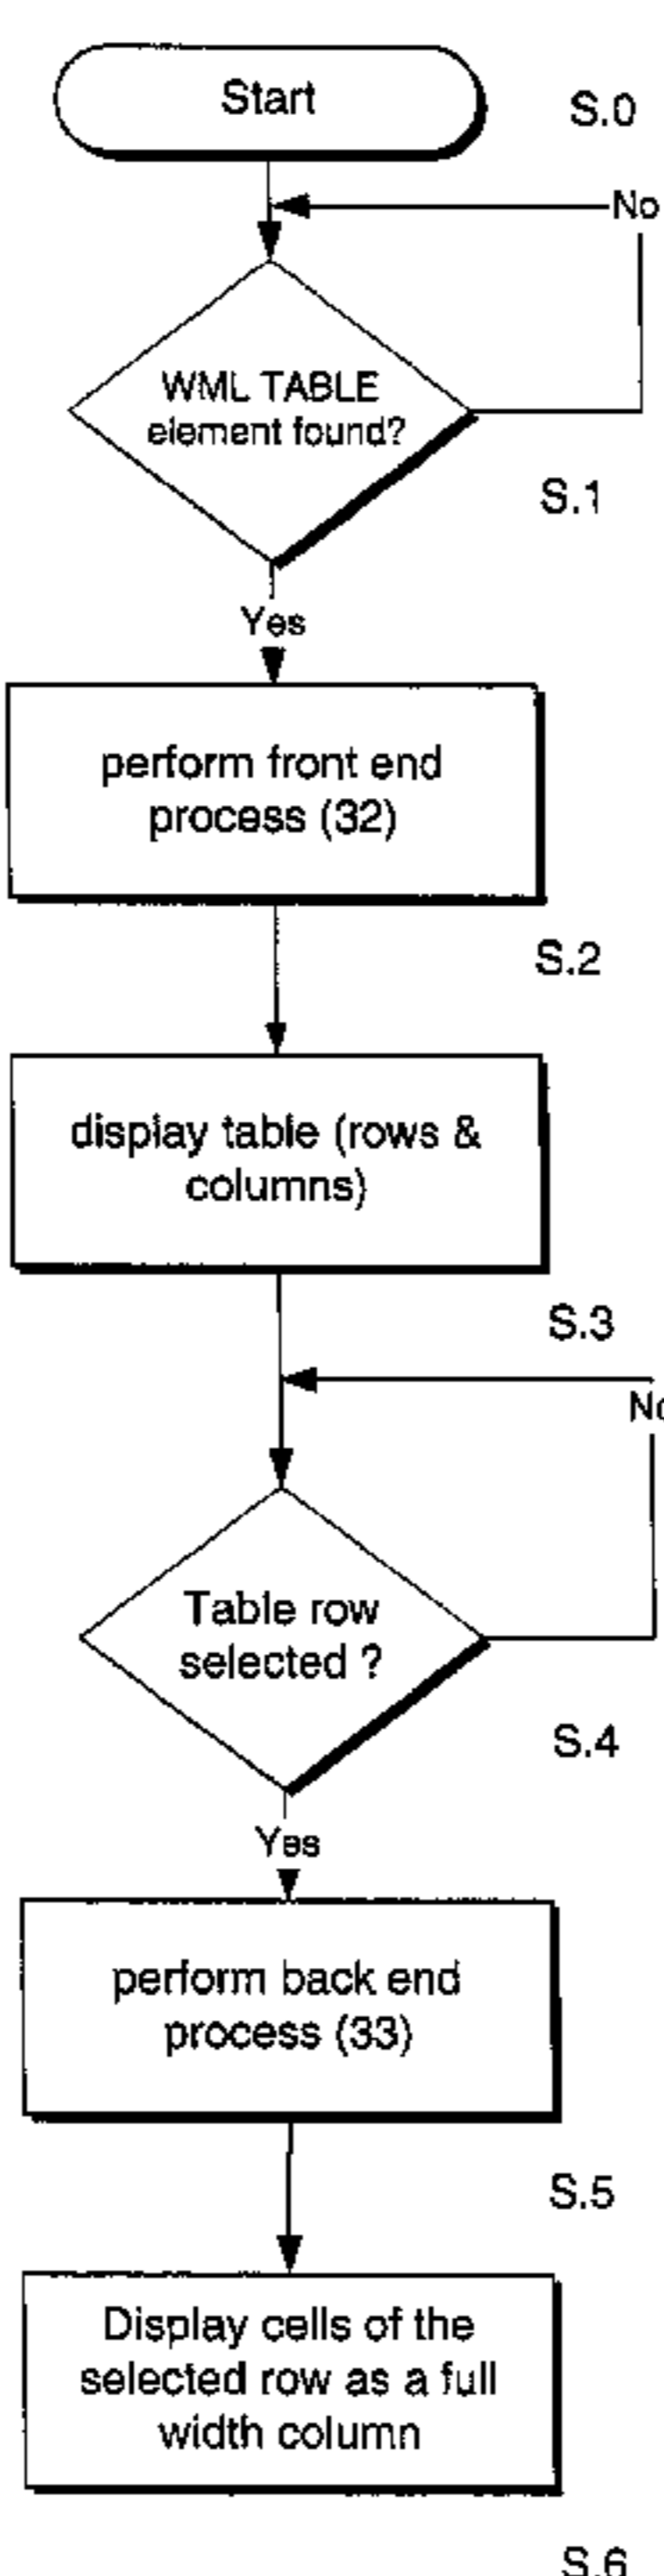 Start
S.0
No
WML TABLE
element found?
S.1
Yes
perform front end
process (32)
S.2
display table (rows &
columns)
S.3
No
Table row
selected ?
S.4
Yes
perform back end
process (33)
S.5
Display cells of the
selected row as a full
width column
S.6